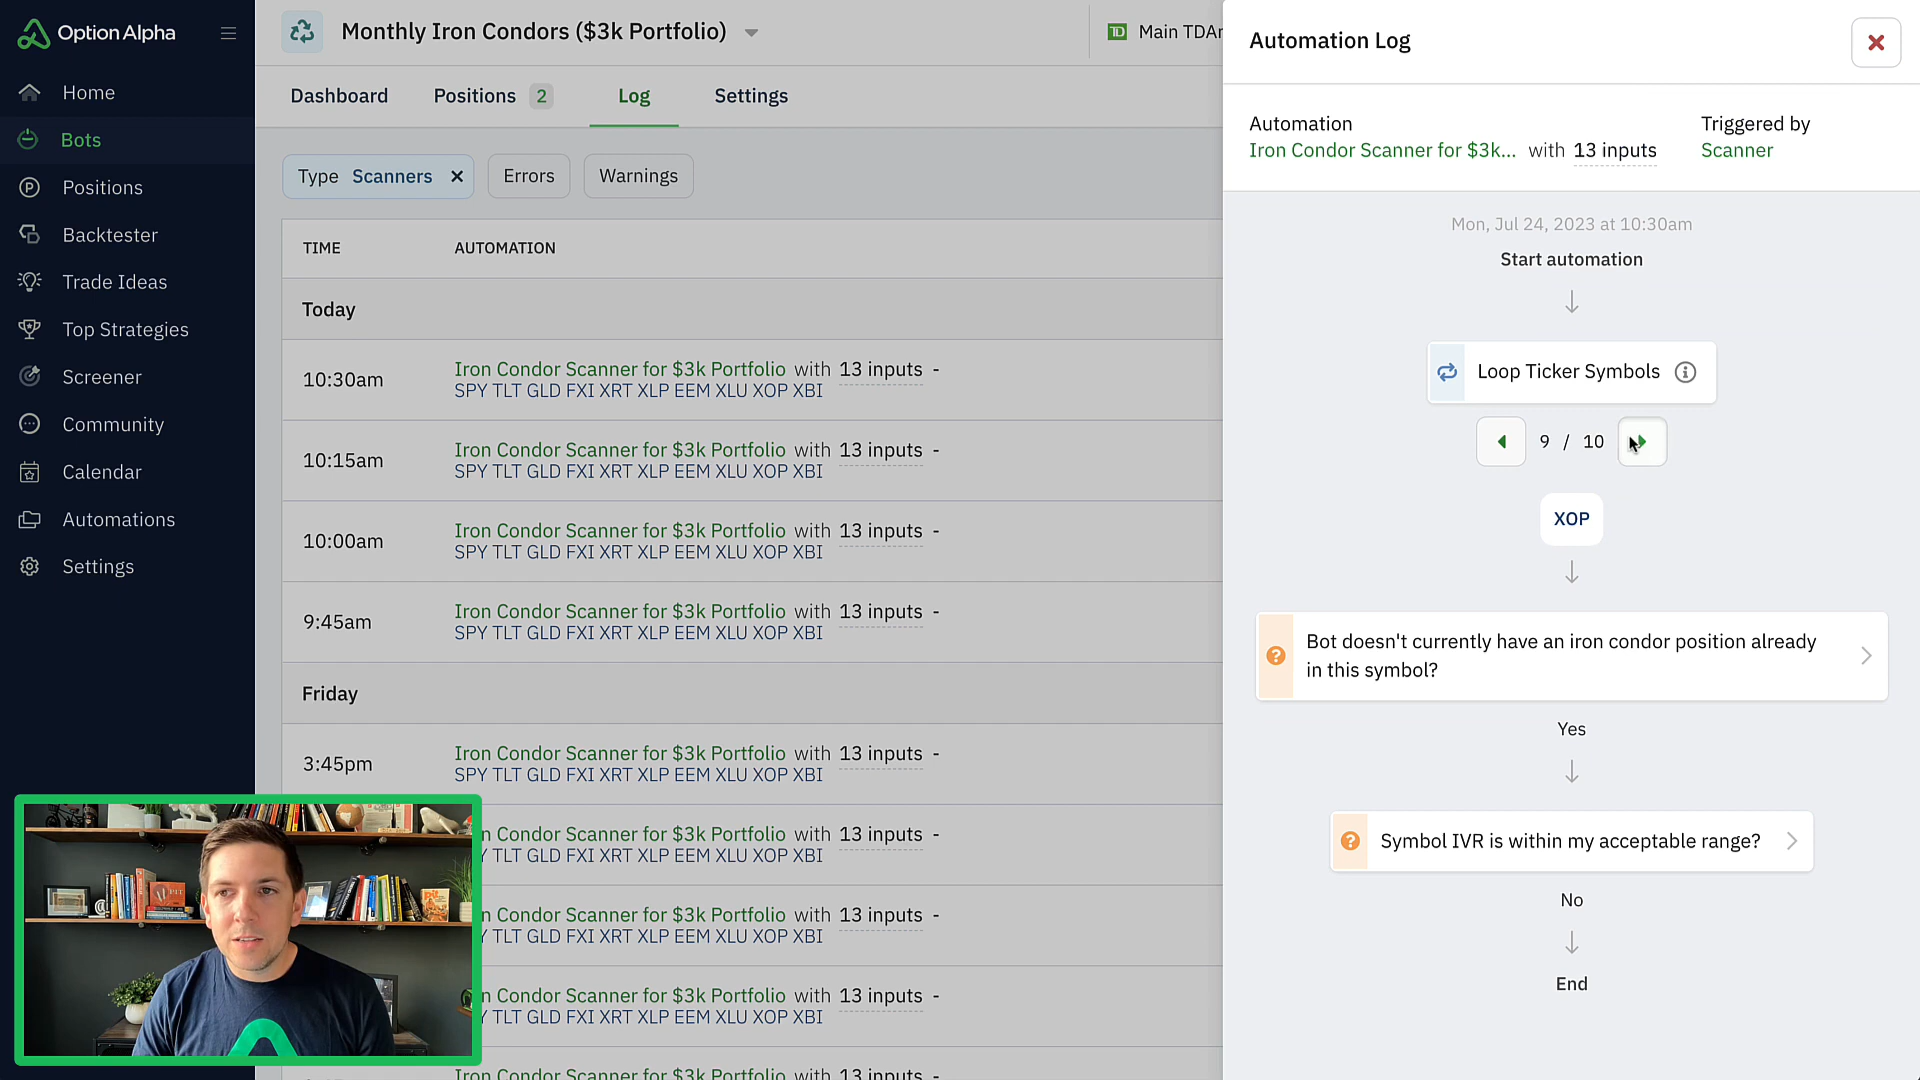 Option Alpha
Home
Bots
Positions
Backtester
Trade Ideas
Top Strategies
Screener
Community
Calendar
Automations
Settings
Monthly Iron Condors ($3k Portfolio)
Main TDAr
Dashboard
Positions 2
Log
Settings
Type Scanners
Errors
Warnings
TIME
AUTOMATION
Today
10:30am
Iron Condor Scanner for $3k Portfolio with 13 inputs -
SPY TLT GLD FXI XRT XLP EEM XLU XOP XBI
10:15am
Iron Condor Scanner for $3k Portfolio with 13 inputs -
SPY TLT GLD FXI XRT XLP EEM XLU XOP XBI
10:00am
Iron Condor Scanner for $3k Portfolio with 13 inputs -
SPY TLT GLD FXI XRT XLP EEM XLU XOP XBI
9:45am
Iron Condor Scanner for $3k Portfolio with 13 inputs -
SPY TLT GLD FXI XRT XLP EEM XLU XOP XBI
Friday
3:45pm
Iron Condor Scanner for $3k Portfolio with 13 inputs -
SPY TLT GLD FXI XRT XLP EEM XLU XOP XBI
n Condor Scanner for $3k Portfolio with 13 inputs -
Y TLT GLD FXI XRT XLP EEM XLU XOP XBI
n Condor Scanner for $3k Portfolio with 13 inputs -
Y TLT GLD FXI XRT XLP EEM XLU XOP XBI
n Condor Scanner for $3k Portfolio with 13 inputs -
Y TLT GLD FXI XRT XLP EEM XLU XOP XBI
Iron Condor Scanner for $3k Portfolio with 13 inputs -
Automation Log
Automation
Iron Condor Scanner for $3k... with 13 inputs
Triggered by
Scanner
Mon, Jul 24, 2023 at 10:30am
Start automation
Loop Ticker Symbols
9 / 10
XOP
Bot doesn't currently have an iron condor position already
in this symbol?
Yes
Symbol IVR is within my acceptable range?
No
End